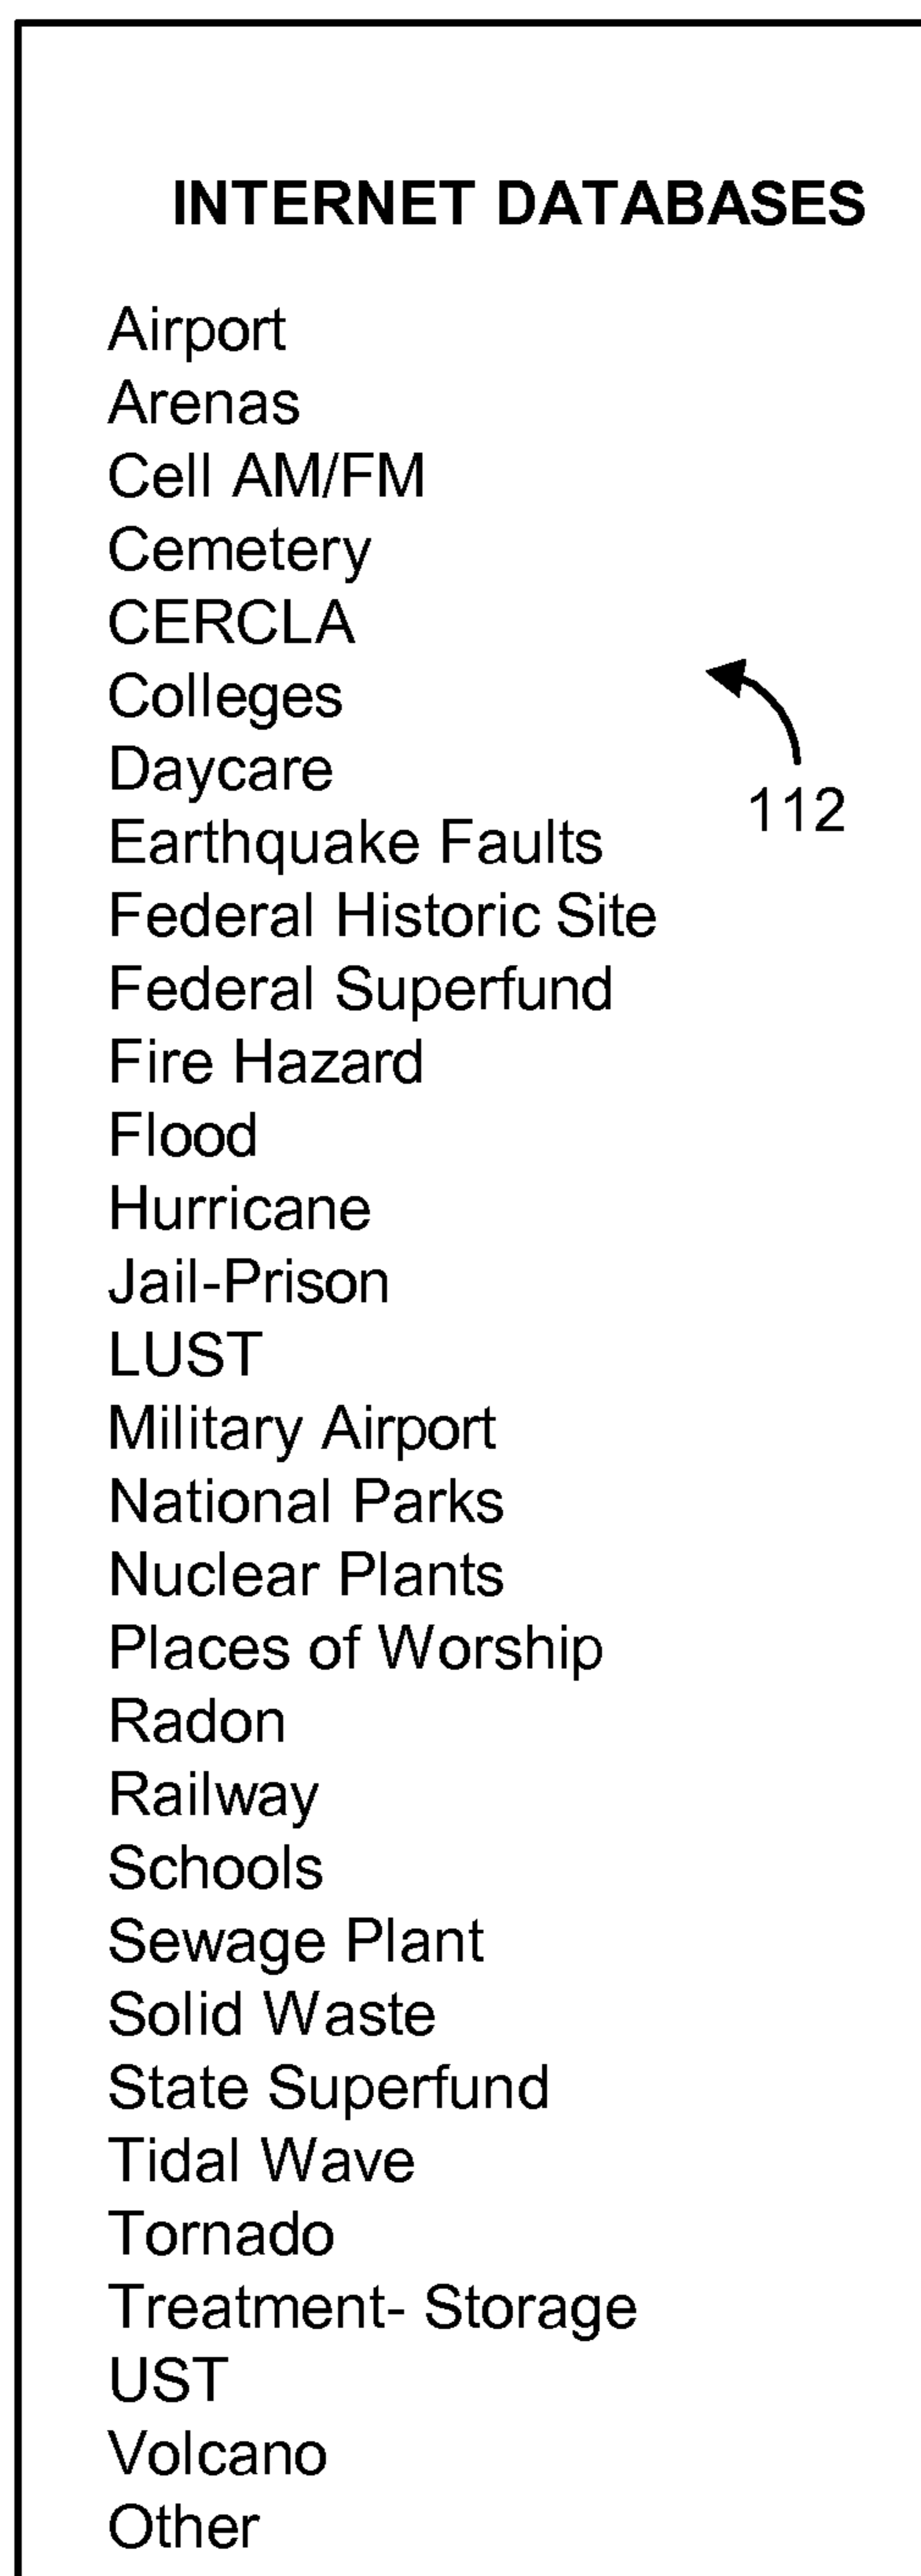 INTERNET DATABASES
Airport
Arenas
Cell AM/FM
Cemetery
CERCLA
Colleges
Daycare
112
Earthquake Faults
Federal Historic Site
Federal Superfund
Fire Hazard
Flood
Hurricane
Jail-Prison
LUST
Military Airport
National Parks
Nuclear Plants
Places of Worship
Radon
Railway
Schools
Sewage Plant
Solid Waste
State Superfund
Tidal Wave
Tornado
Treatment- Storage
UST
Volcano
Other